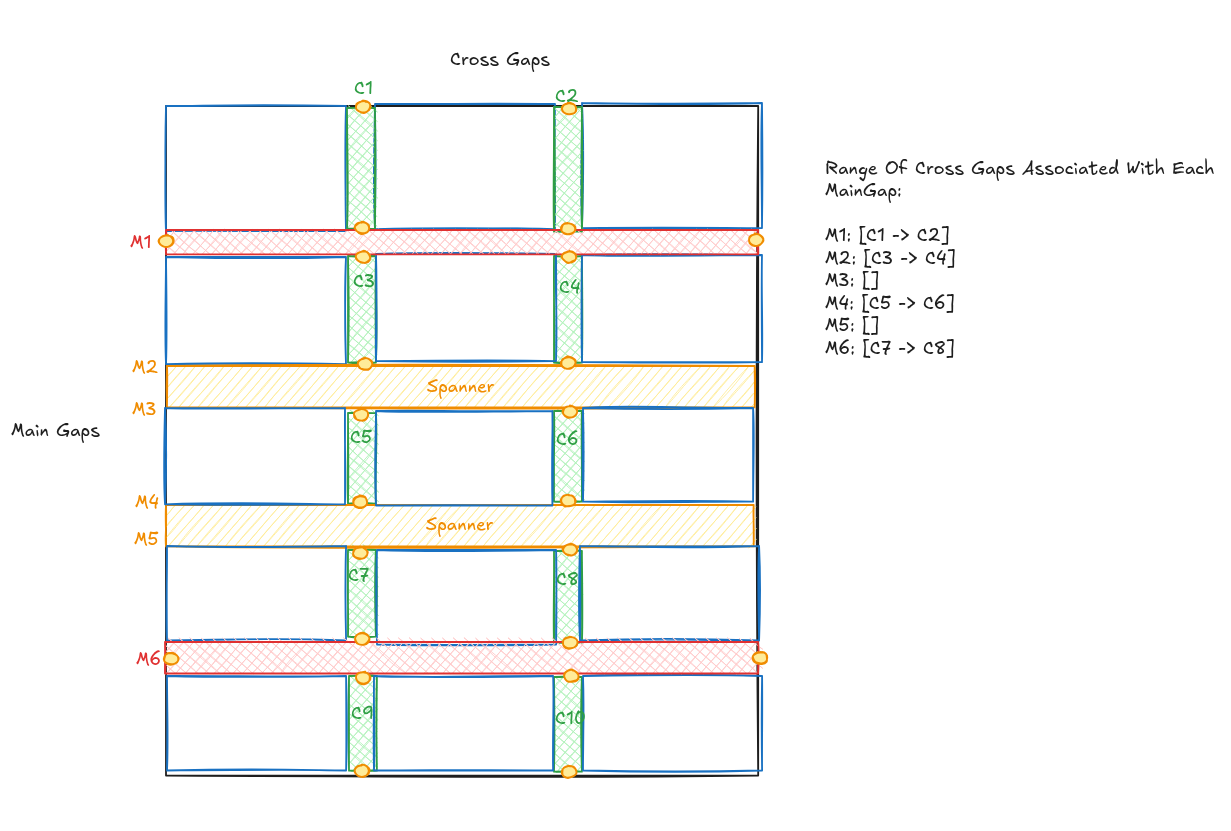 Cross Gaps
C1
C2
Range Of Cross Gaps Associated With Each
MainGap:
M1
M1: [C1 -> C2]
M2: [C3 -> C4]
M3: []
M4: [C5 -> C6]
M5: []
M6: [C7 -> C8]
C3
C4
M2
Spanner
M3
Main Gaps
C5
C6
M4
Spanner
M5
C7
C8
M6
C9
C10